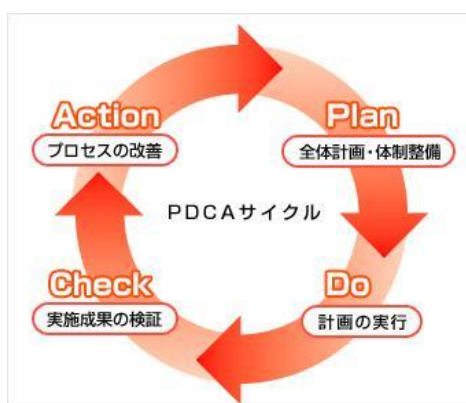 Action
プロセスの改善
Plan
全体計画・体制整備
PDCAサイクル
Check
実施成果の検証
Do
計画の実行